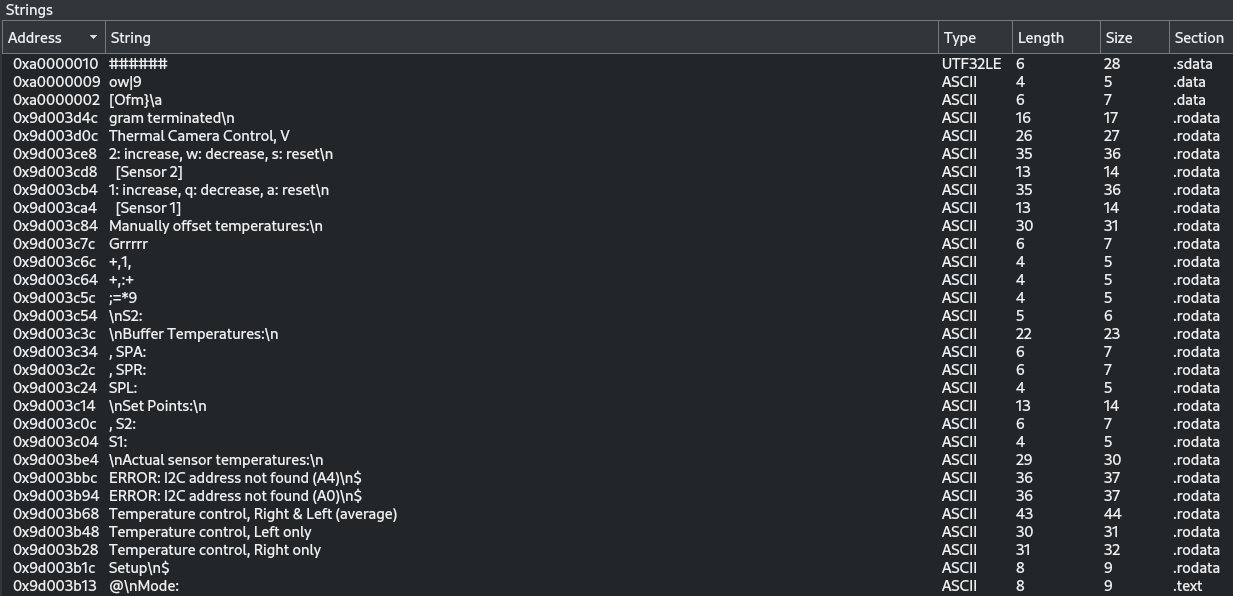 Strings
Address String Type Length Size Section
0xa0000010 ###### UTF32LE 6 28 .sdata
0xa0000009 ow|9 ASCII 4 5 .data
0xa0000002 [Ofm}\a ASCII 6 7 .data
0x9d003d4c gram terminated\n ASCII 16 17 .rodata
0x9d003d0c Thermal Camera Control, V ASCII 26 27 .rodata
0x9d003ce8 2: increase, w: decrease, s: reset\n ASCII 35 36 .rodata
0x9d003cd8 [Sensor 2] ASCII 13 14 .rodata
0x9d003cb4 1: increase, q: decrease, a: reset\n ASCII 35 36 .rodata
0x9d003ca4 [Sensor 1] ASCII 13 14 .rodata
0x9d003c84 Manually offset temperatures:\n ASCII 30 31 .rodata
0x9d003c7c Grrrrr ASCII 6 7 .rodata
0x9d003c6c +,1, ASCII 4 5 .rodata
0x9d003c64 +,:+ ASCII 4 5 .rodata
0x9d003c5c ;=*9 ASCII 4 5 .rodata
0x9d003c54 \nS2: ASCII 5 6 .rodata
0x9d003c3c \nBuffer Temperatures:\n ASCII 22 23 .rodata
0x9d003c34 , SPA: ASCII 6 7 .rodata
0x9d003c2c , SPR: ASCII 6 7 .rodata
0x9d003c24 SPL: ASCII 4 5 .rodata
0x9d003c14 \nSet Points:\n ASCII 13 14 .rodata
0x9d003c0c , S2: ASCII 6 7 .rodata
0x9d003c04 S1: ASCII 4 5 .rodata
0x9d003be4 \nActual sensor temperatures:\n ASCII 29 30 .rodata
0x9d003bbc ERROR: I2C address not found (A4)\n$ ASCII 36 37 .rodata
0x9d003b94 ERROR: I2C address not found (A0)\n$ ASCII 36 37 .rodata
0x9d003b68 Temperature control, Right & Left (average) ASCII 43 44 .rodata
0x9d003b48 Temperature control, Left only ASCII 30 31 .rodata
0x9d003b28 Temperature control, Right only ASCII 31 32 .rodata
0x9d003b1c Setup\n$ ASCII 8 9 .rodata
0x9d003b13 @\nMode: ASCII 8 9 .text